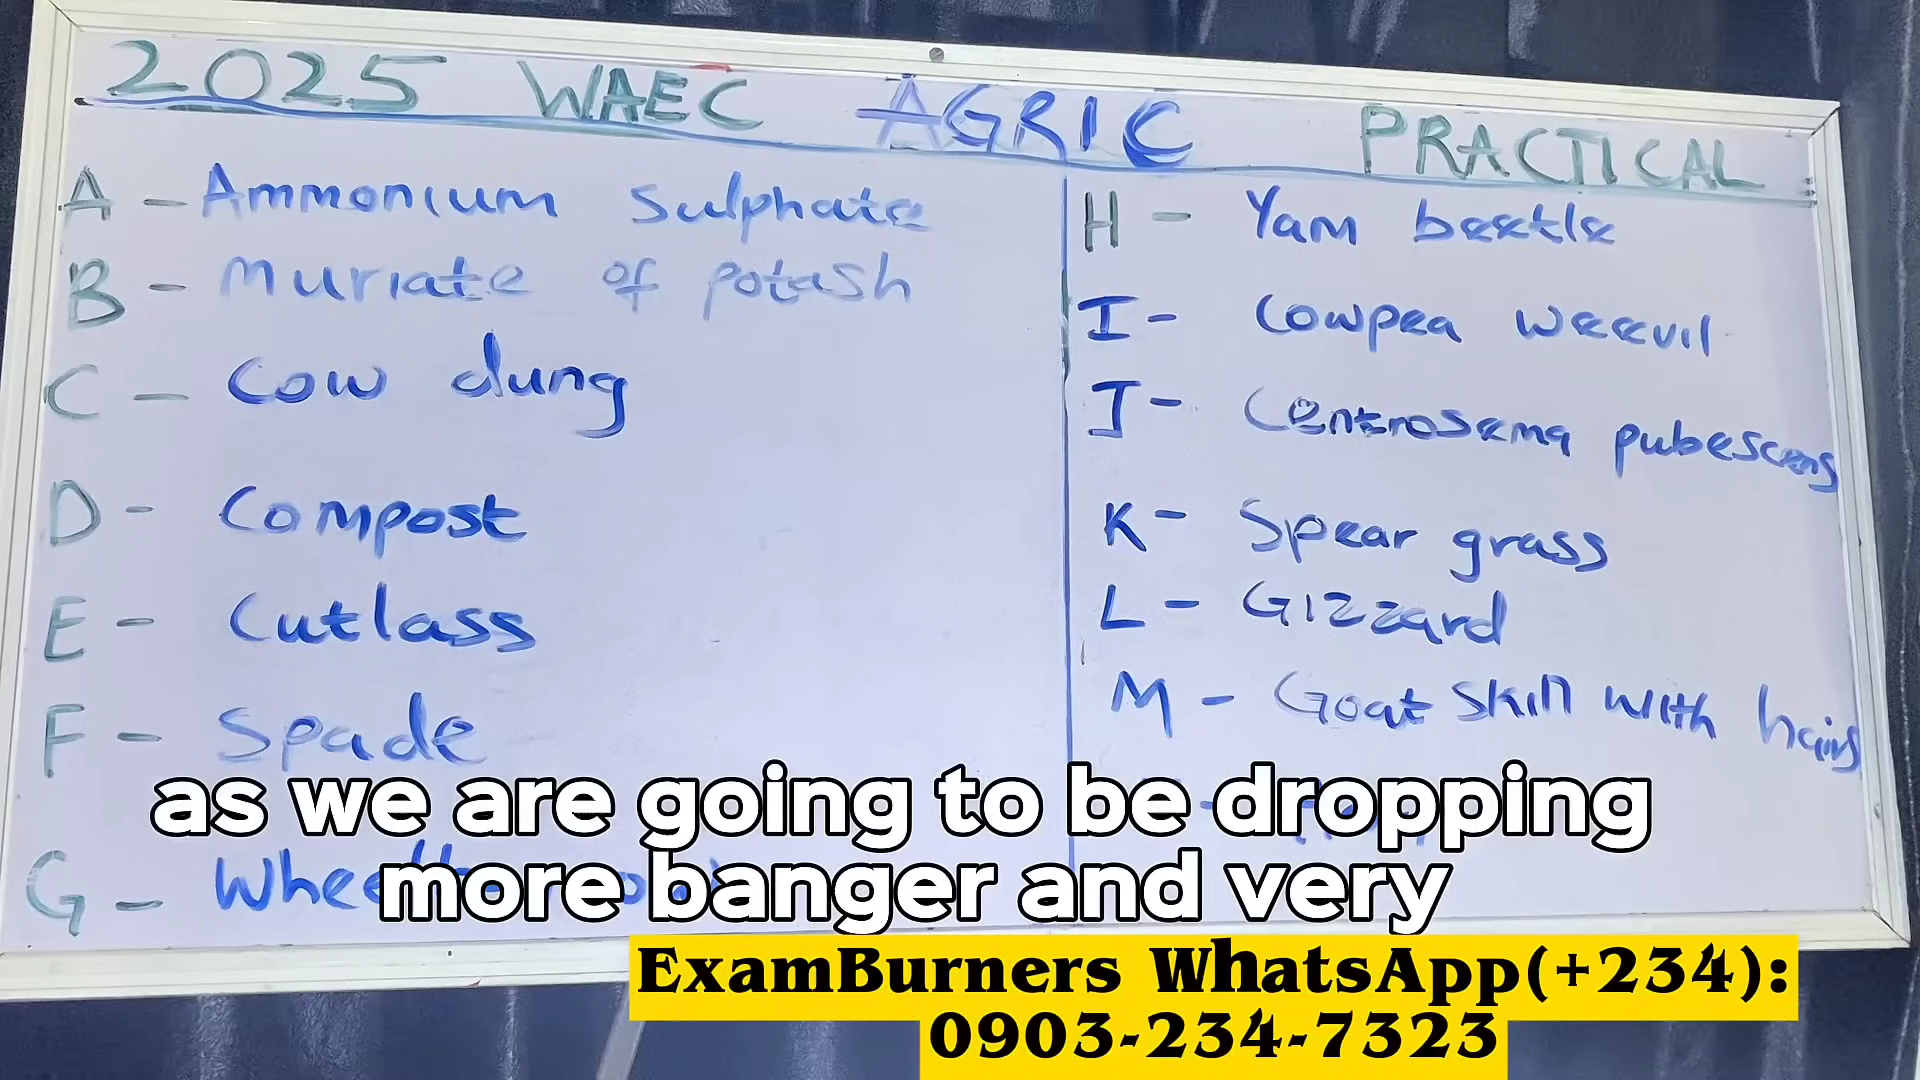 2025 WAEC AGRIC PRACTICAL
A - Ammonium sulphate
B - Muriate of potash
C - Cow dung
D - Compost
E - Cutlass
F - Spade
G - Whee
H - Yam beetle
I - Cowpea weevil
J - Centrosema pubescens
K - Spear grass
L - Gizzard
M - Goat skin with hairs
as we are going to be dropping
more banger and very
ExamBurners WhatsApp(+234):
0903-234-7323